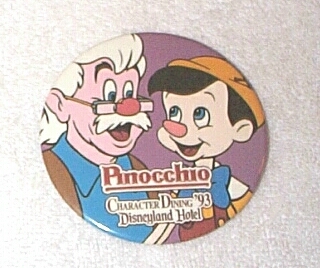 Pinocchio
Character Dining '93
Disneyland Hotel